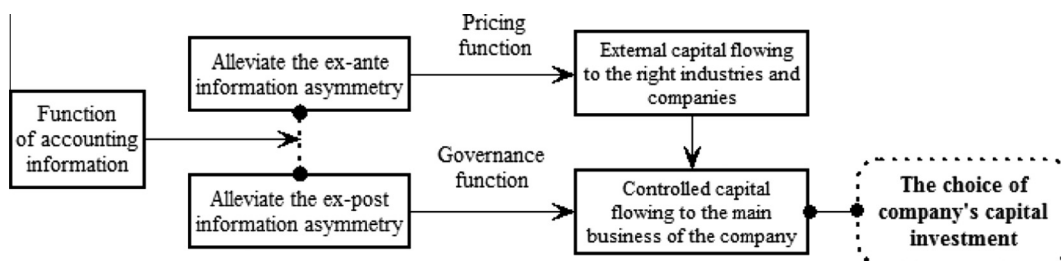 Function
of accounting
information
Alleviate the ex-ante
information asymmetry
Pricing
function
External capital flowing
to the right industries and
companies
Alleviate the ex-post
information asymmetry
Governance
function
Controlled capital
flowing to the main
business of the company
The choice of
company's capital
investment